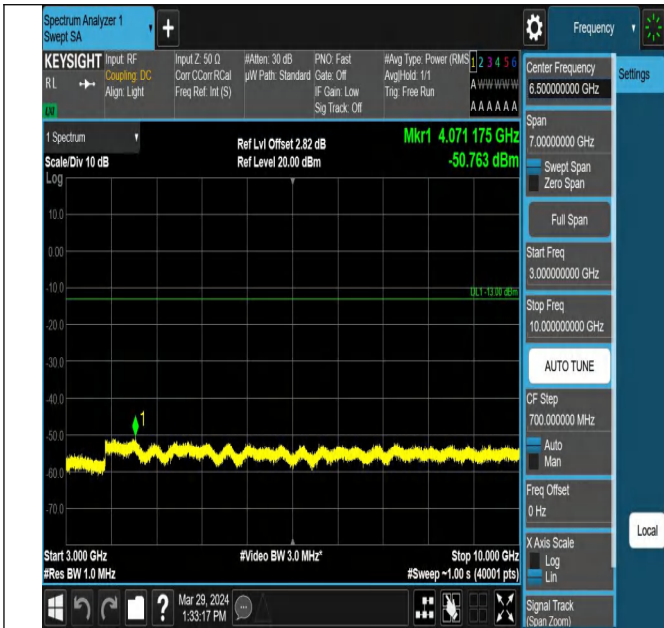 Spectrum Analyzer 1
Swept SA
Frequency
KEYSIGHT
RL
LXI
Input: RF
Coupling: DC
Align: Light
Input Z: 50 Ω
Corr CCorr RCal
Freq Ref: Int (S)
#Atten: 30 dB
µW Path: Standard
PNO: Fast
Gate: Off
IF Gain: Low
Sig Track: Off
#Avg Type: Power (RMS
Avg|Hold: 1/1
Trig: Free Run
1 2 3 4 5 6
A W W W W W
A A A A A A
1 Spectrum
Scale/Div 10 dB
Log
Ref Lvl Offset 2.82 dB
Ref Level 20.00 dBm
Mkr1 4.071 175 GHz
-50.763 dBm
10.0
0.00
-10.0
DL1 -13.00 dBm
-20.0
-30.0
-40.0
1
-50.0
-60.0
-70.0
Start 3.000 GHz
#Res BW 1.0 MHz
#Video BW 3.0 MHz*
Stop 10.000 GHz
#Sweep ~1.00 s (40001 pts)
?
Mar 29, 2024
1:33:17 PM
Center Frequency
6.500000000 GHz
Settings
Span
7.00000000 GHz
Swept Span
Zero Span
Full Span
Start Freq
3.000000000 GHz
Stop Freq
10.000000000 GHz
AUTO TUNE
CF Step
700.000000 MHz
Auto
Man
Freq Offset
0 Hz
X Axis Scale
Log
Lin
Local
Signal Track
(Span Zoom)